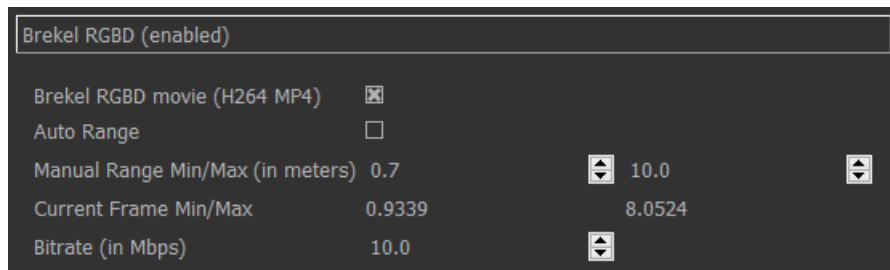 Brekel RGBD (enabled)
Brekel RGBD movie (H264 MP4)
Auto Range
Manual Range Min/Max (in meters) 0.7 10.0
Current Frame Min/Max 0.9339 8.0524
Bitrate (in Mbps) 10.0